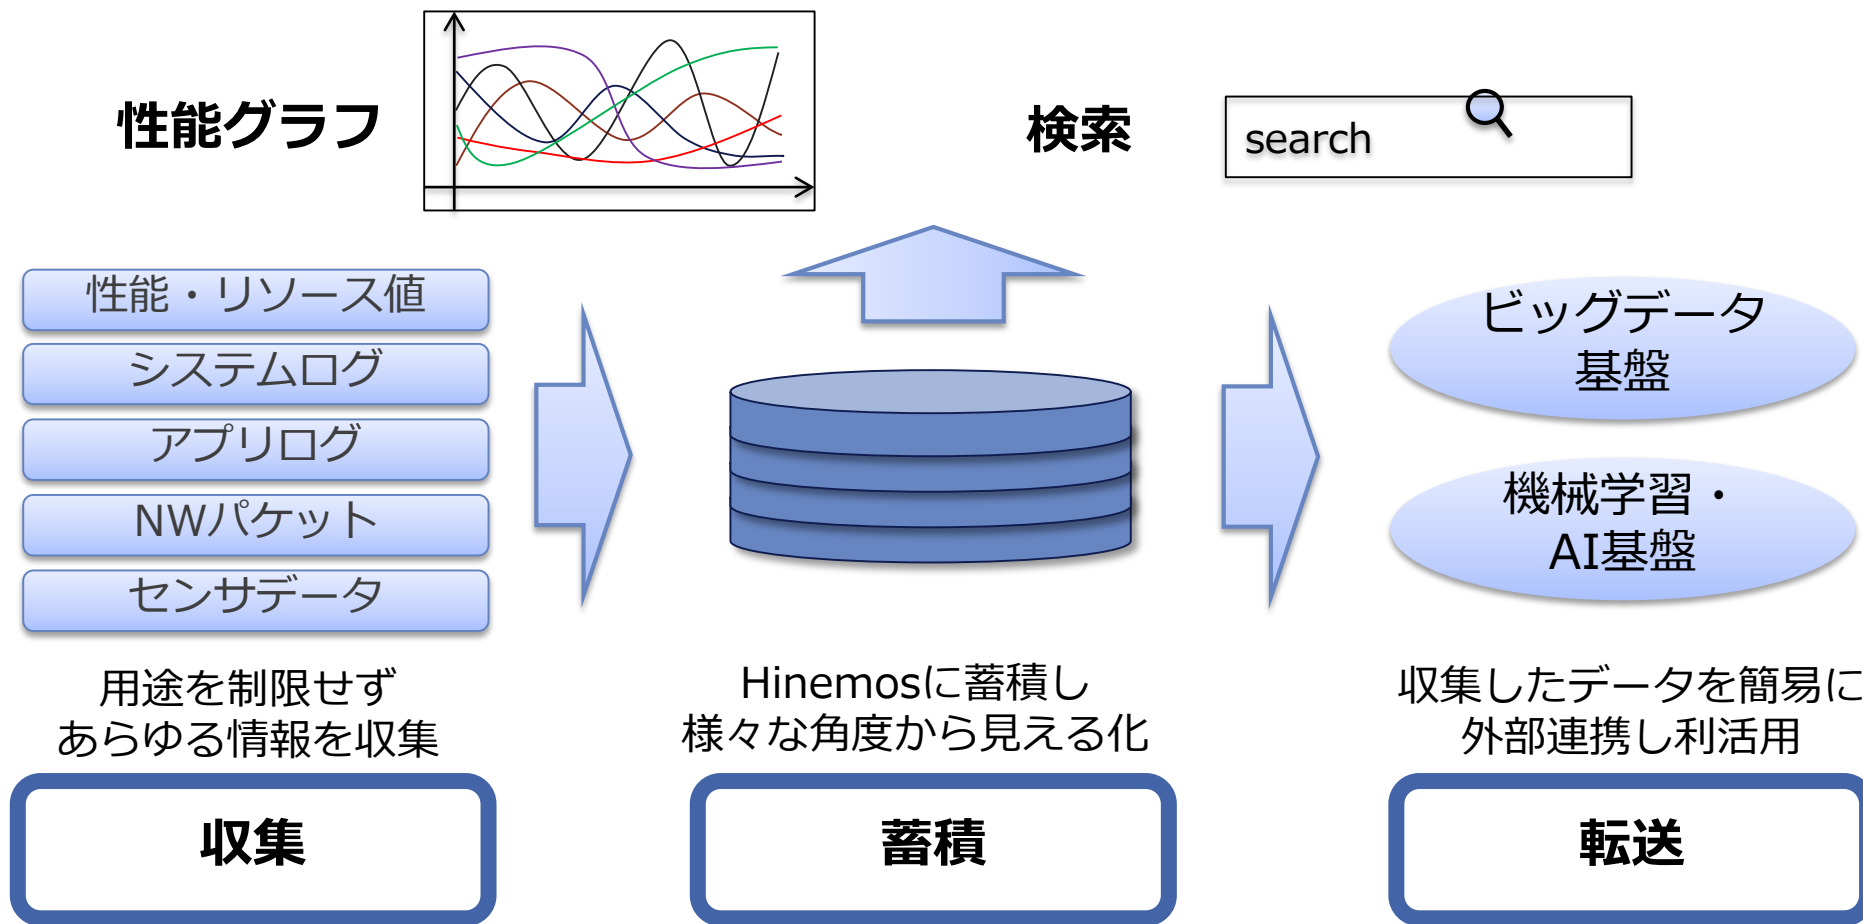 性能グラフ
検索
search
性能・リソース値
システムログ
アプリログ
NWパケット
センサデータ
ビッグデータ
基盤
機械学習・
AI基盤
用途を制限せず
あらゆる情報を収集
Hinemosに蓄積し
様々な角度から見える化
収集したデータを簡易に
外部連携し利活用
収集
蓄積
転送